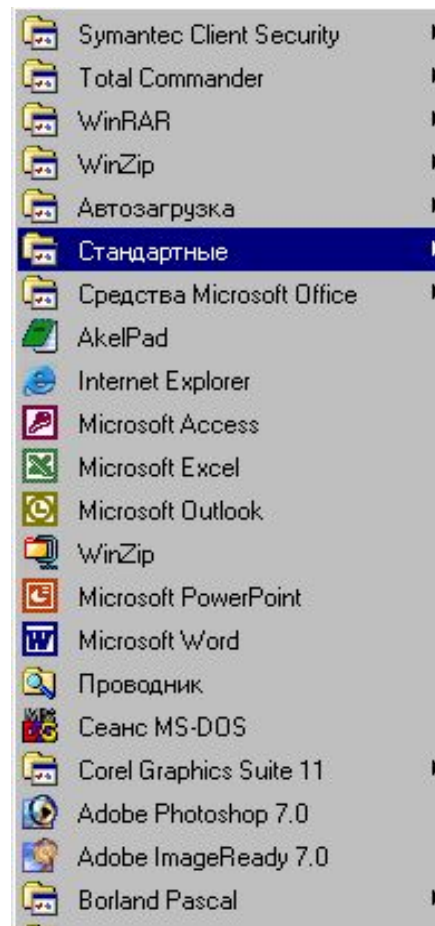 Symantec Client Security
Total Commander
WinRAR
WinZip
Автозагрузка
Стандартные
Средства Microsoft Office
AkelPad
Internet Explorer
Microsoft Access
Microsoft Excel
Microsoft Outlook
WinZip
Microsoft PowerPoint
Microsoft Word
Проводник
Сеанс MS-DOS
Corel Graphics Suite 11
Adobe Photoshop 7.0
Adobe ImageReady 7.0
Borland Pascal